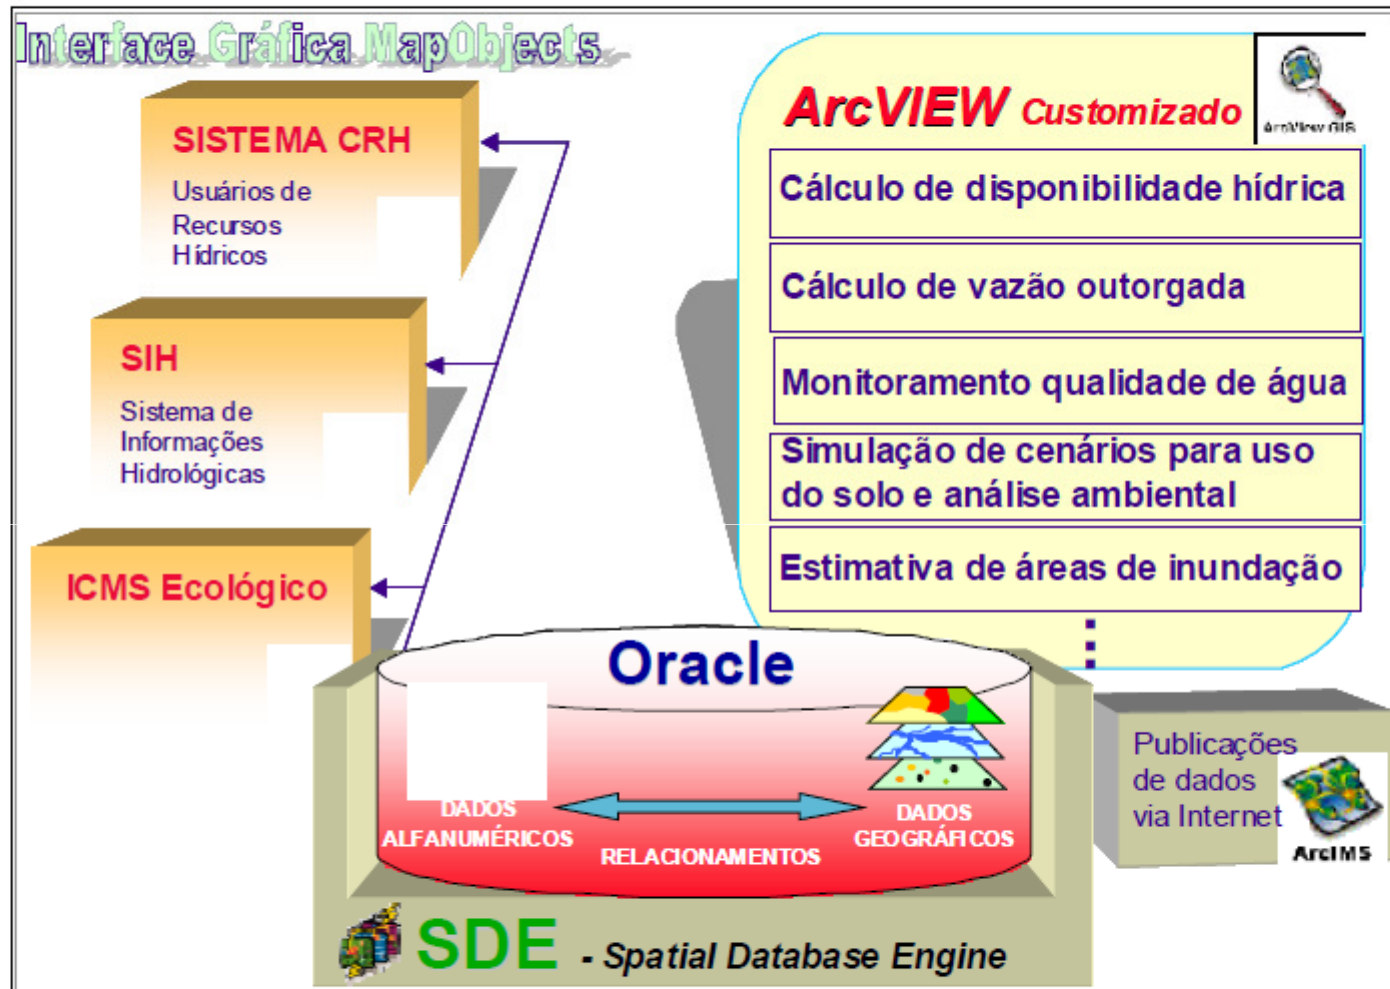 Interface Gráfica MapObjects
SISTEMA CRH
Usuários de
Recursos
Hídricos
SIH
Sistema de
Informações
Hidrológicas
ICMS Ecológico
ArcVIEW Customizado
ArcView GIS
Cálculo de disponibilidade hídrica
Cálculo de vazão outorgada
Monitoramento qualidade de água
Simulação de cenários para uso
do solo e análise ambiental
Estimativa de áreas de inundação
Oracle
DADOS
ALFANUMÉRICOS
RELACIONAMENTOS
DADOS
GEOGRÁFICOS
Publicações
de dados
via Internet
ArcIMS
SDE - Spatial Database Engine